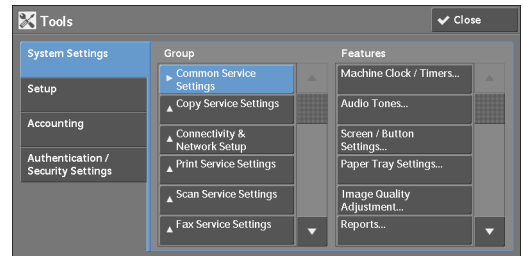 Tools
Close
System Settings
Setup
Accounting
Authentication /
Security Settings
Group
Common Service
Settings
Copy Service Settings
Connectivity &
Network Setup
Print Service Settings
Scan Service Settings
Fax Service Settings
Features
Machine Clock / Timers...
Audio Tones...
Screen / Button
Settings...
Paper Tray Settings...
Image Quality
Adjustment...
Reports...